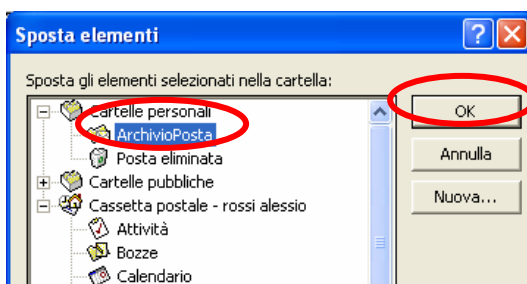 Sposta elementi
Sposta gli elementi selezionati nella cartella:
Cartelle personali
ArchivioPosta
Posta eliminata
Cartelle pubbliche
Cassetta postale - rossi alessio
Attività
Bozze
Calendario
OK
Annulla
Nuova...